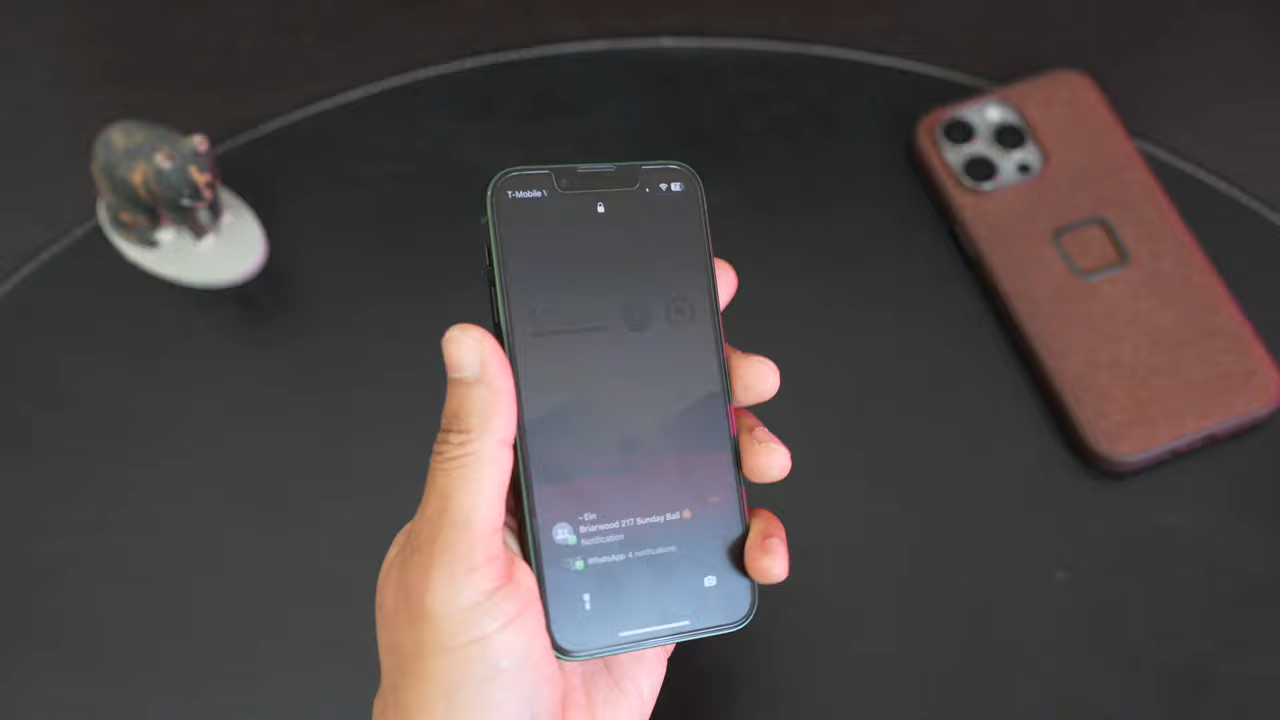 T-Mobile
~Ein
Briarwood 217 Sunday Ball
Notification
WhatsApp 4 notifications